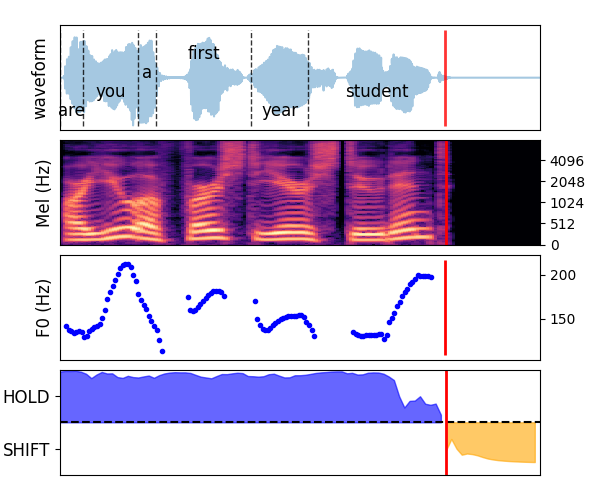 waveform
are
you
a
first
year
student
Mel (Hz)
4096
2048
1024
512
0
F0 (Hz)
200
150
HOLD
SHIFT